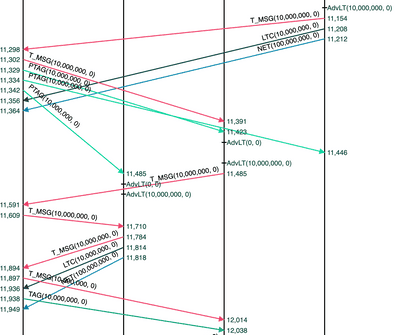 AdvLT(10,000,000, 0)
T_MSG(10,000,000, 0)
11,154
LTC(10,000,000, 0)
11,208
NET(100,000,000, 0)
11,212
11,298
11,302
T_MSG(10,000,000, 0)
11,329
PTAG(10,000,000, 0)
11,334
PTAG(10,000,000, 0)
11,342
PTAG(10,000,000, 0)
11,356
11,364
11,391
11,423
AdvLT(0, 0)
11,446
AdvLT(10,000,000, 0)
11,485
T_MSG(10,000,000, 0)
11,485
AdvLT(0, 0)
AdvLT(10,000,000, 0)
11,591
11,609
T_MSG(10,000,000, 0)
11,710
T_MSG(10,000,000, 0)
11,784
LTC(10,000,000, 0)
11,814
11,818
11,894
11,897
T_MSG(10,000,000, 0)
11,936
11,938
TAG(10,000,000, 0)
11,949
12,014
12,038